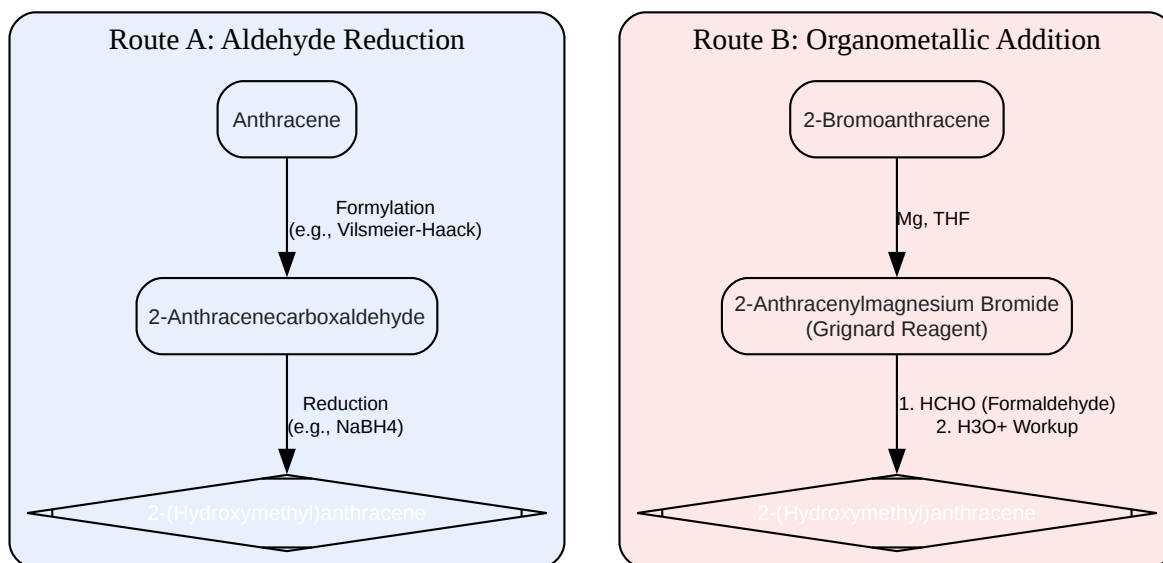 Route A: Aldehyde Reduction
Anthracene
Formylation
(e.g., Vilsmeier-Haack)
2-Anthracenecarboxaldehyde
Reduction
(e.g., NaBH4)
2-(Hydroxymethyl)anthracene
Route B: Organometallic Addition
2-Bromoanthracene
Mg, THF
2-Anthracenylmagnesium Bromide
(Grignard Reagent)
1. HCHO (Formaldehyde)
2. H3O+ Workup
2-(Hydroxymethyl)anthracene